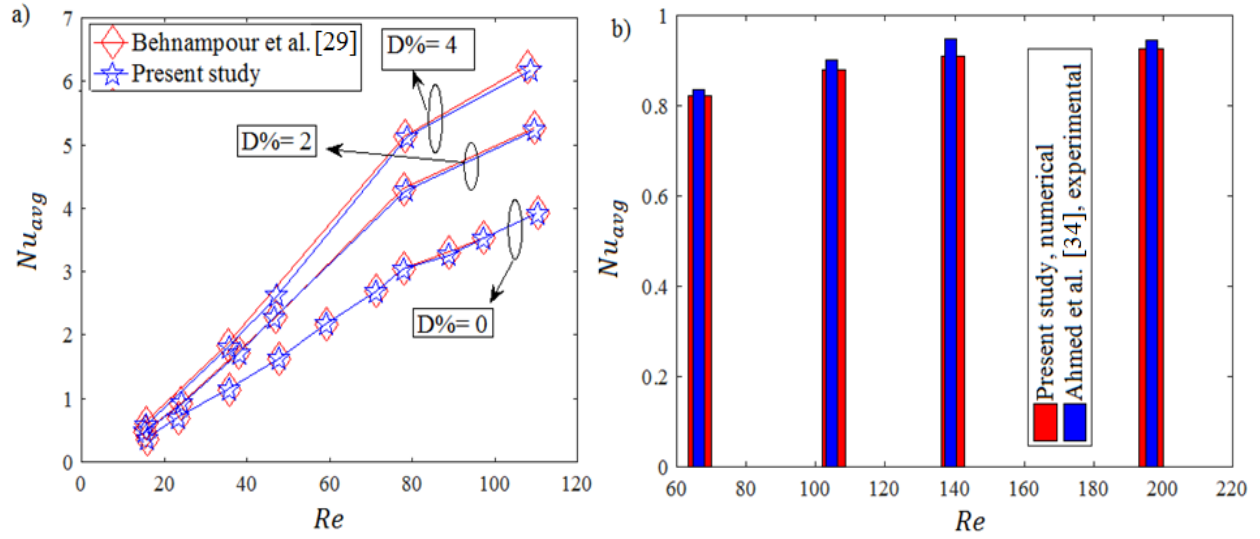 a)
Behnampour et al. [29]
Present study
D%= 4
D%= 2
D%= 0
7
6
5
4
3
2
1
0
Nu_avg
0 20 40 60 80 100 120
Re
b)
1
0.8
0.6
0.4
0.2
0
Nu_avg
Present study, numerical
Ahmed et al. [34], experimental
60 80 100 120 140 160 180 200 220
Re